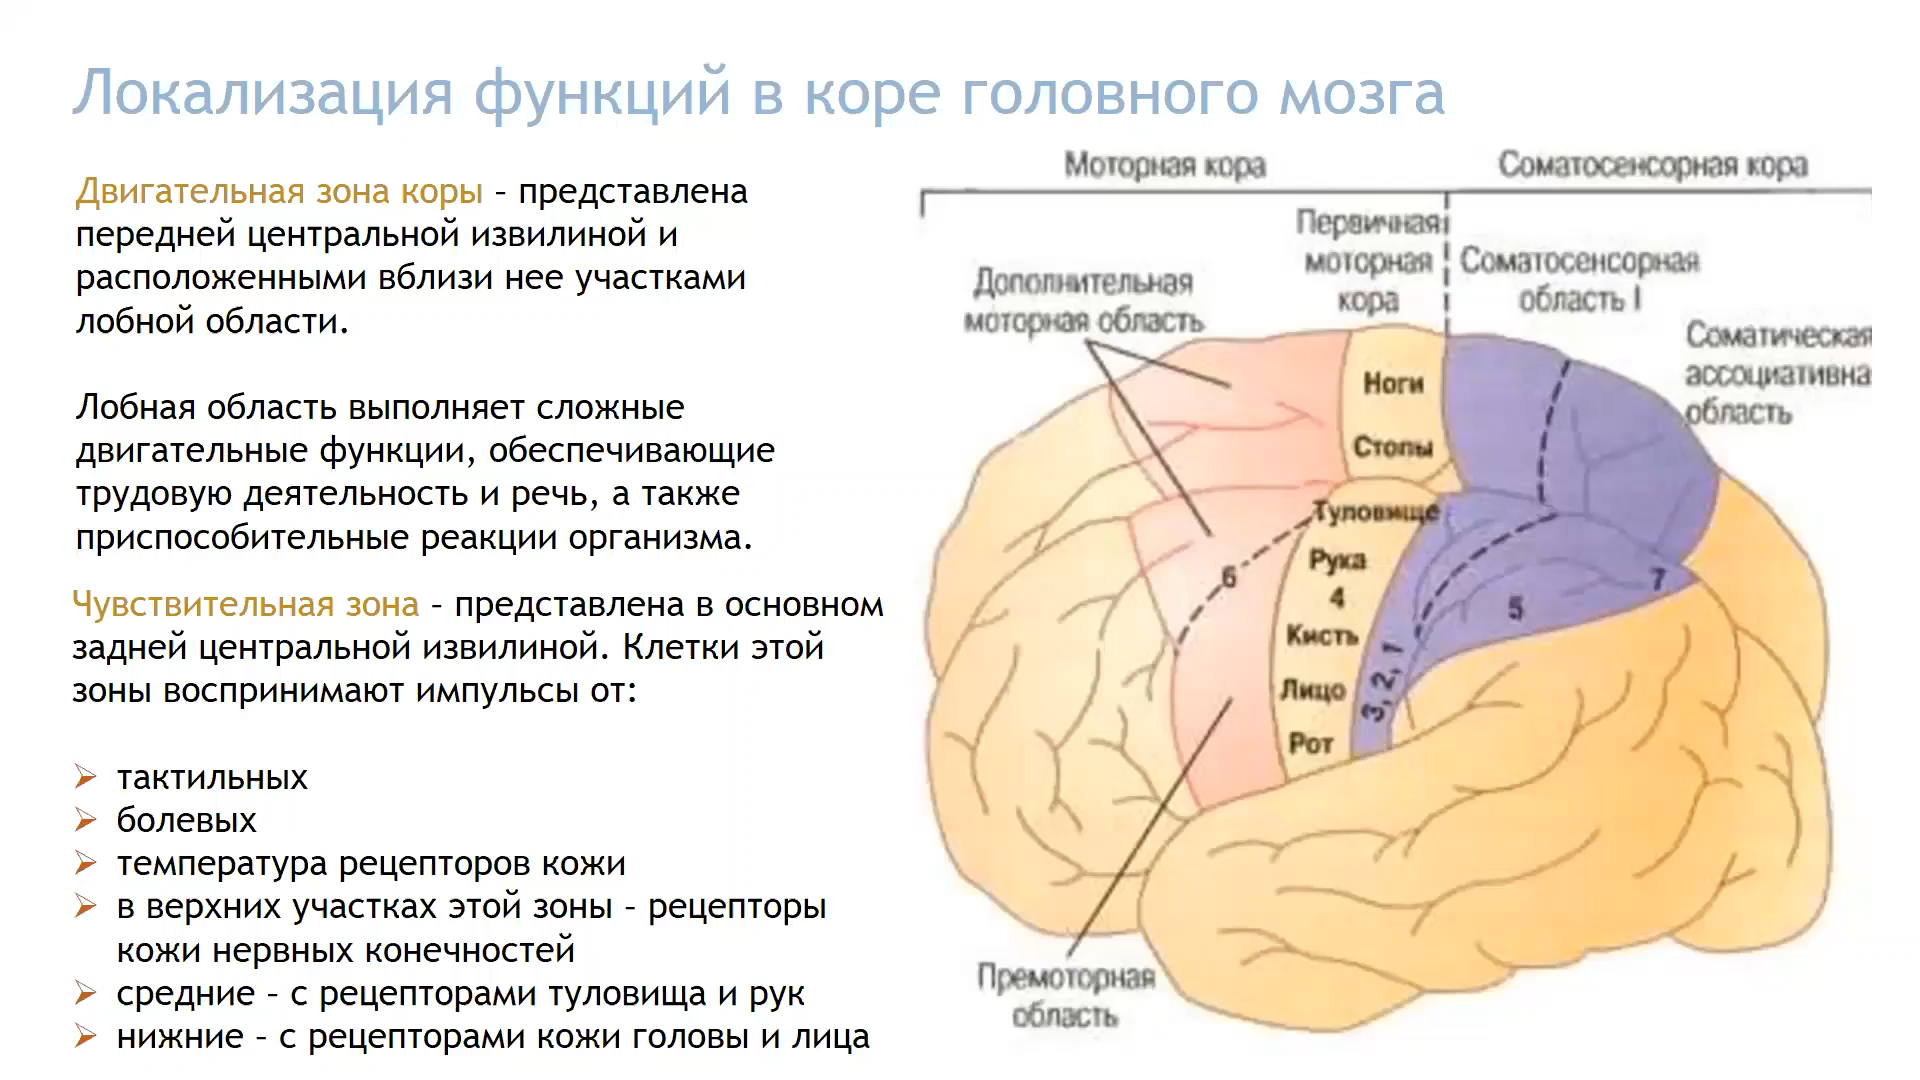 Локализация функций в коре головного мозга
Двигательная зона коры – представлена
передней центральной извилиной и
расположенными вблизи нее участками
лобной области.
Лобная область выполняет сложные
двигательные функции, обеспечивающие
трудовую деятельность и речь, а также
приспособительные реакции организма.
Чувствительная зона – представлена в основном
задней центральной извилиной. Клетки этой
зоны воспринимают импульсы от:
тактильных
болевых
температура рецепторов кожи
в верхних участках этой зоны – рецепторы
кожи нервных конечностей
средние – с рецепторами туловища и рук
нижние – с рецепторами кожи головы и лица
Моторная кора
Соматосенсорная кора
Первичная
моторная
кора
Соматосенсорная
область I
Дополнительная
моторная область
Соматическая
ассоциативна
область
Ноги
Стопы
Туловище
Рука
4
Кисть
Лицо
Рот
6
3, 2, 1
5
7
Премоторная
область